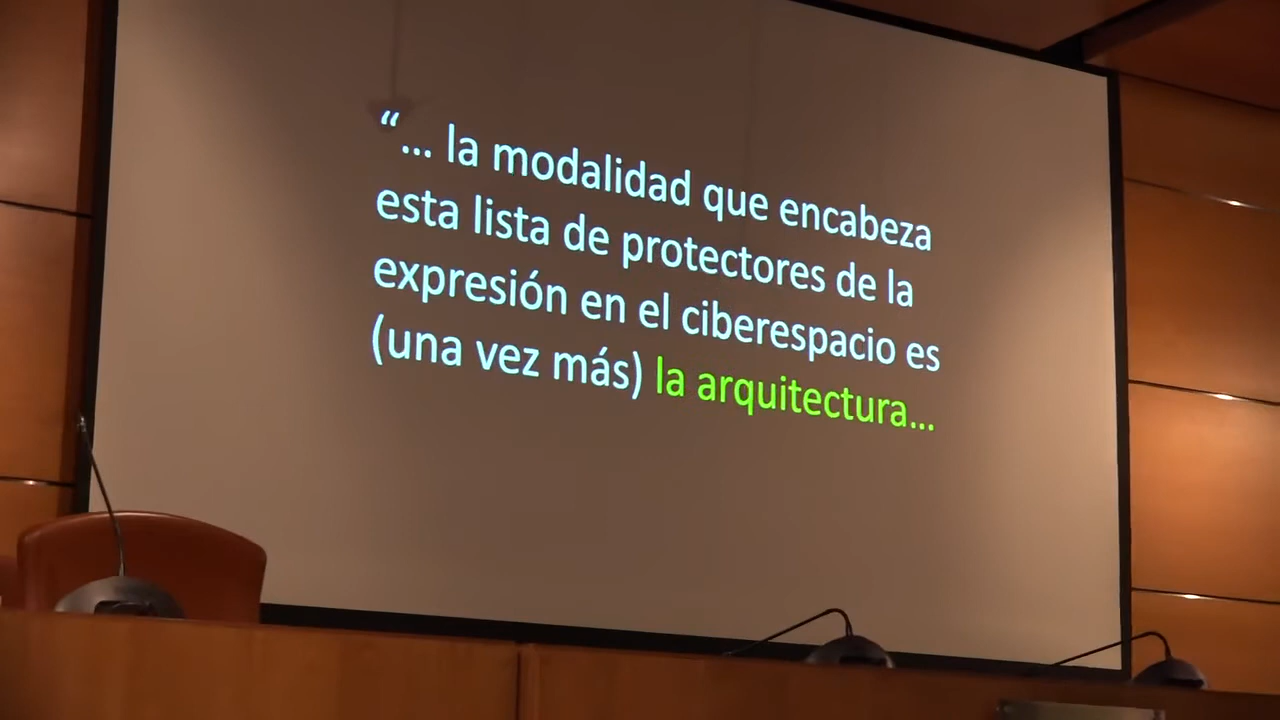 “... la modalidad que encabeza
esta lista de protectores de la
expresión en el ciberespacio es
(una vez más) la arquitectura...